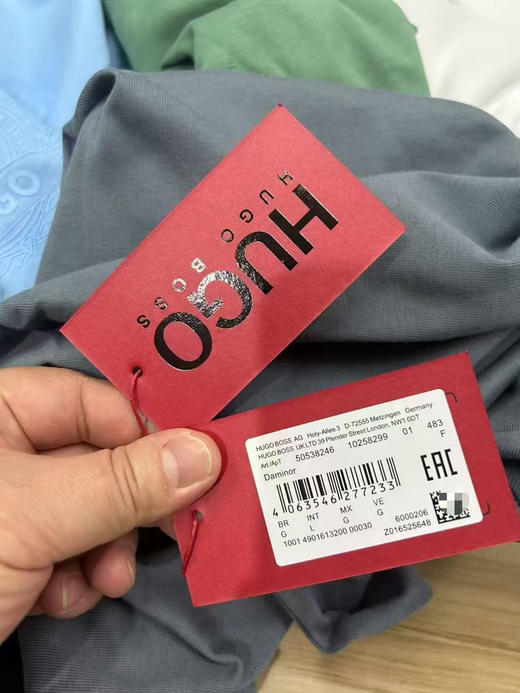 HUGO
HUGO BOSS
HUGO BOSS AG Holy-Allee 3 D-72555 Metzingen Germany
HUGO BOSS UK LTD 39 Plender Street London, NW1 0DT
Art./ApT 50538246 10258299 01 483
Daminor F
EAC
4 063546 277233
BR INT MX VE
G L G G
1001 4901613200 00030 6000206
Z016525648
GO